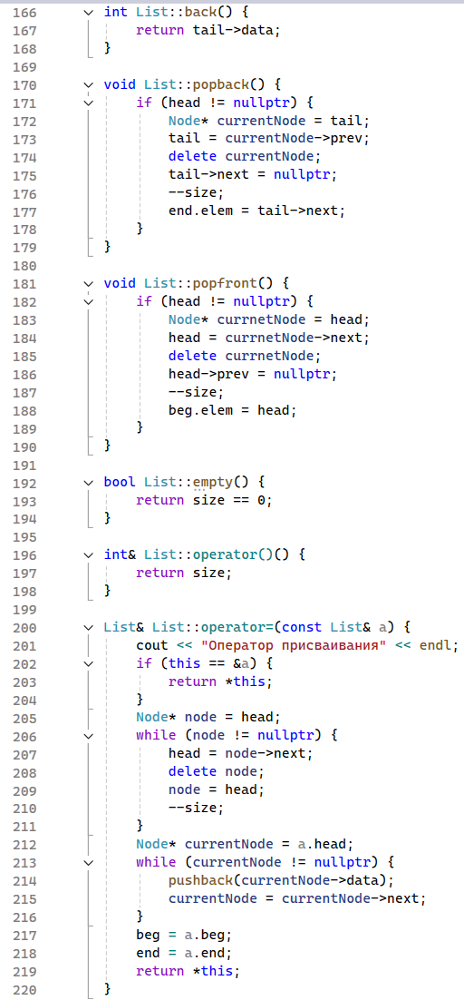 166 int List::back() {
167     return tail->data;
168 }
169
170 void List::popback() {
171     if (head != nullptr) {
172         Node* currentNode = tail;
173         tail = currentNode->prev;
174         delete currentNode;
175         tail->next = nullptr;
176         --size;
177         end.elem = tail->next;
178     }
179 }
180
181 void List::popfront() {
182     if (head != nullptr) {
183         Node* currnetNode = head;
184         head = currnetNode->next;
185         delete currnetNode;
186         head->prev = nullptr;
187         --size;
188         beg.elem = head;
189     }
190 }
191
192 bool List::empty() {
193     return size == 0;
194 }
195
196 int& List::operator()() {
197     return size;
198 }
199
200 List& List::operator=(const List& a) {
201     cout << "Оператор присваивания" << endl;
202     if (this == &a) {
203         return *this;
204     }
205     Node* node = head;
206     while (node != nullptr) {
207         head = node->next;
208         delete node;
209         node = head;
210         --size;
211     }
212     Node* currentNode = a.head;
213     while (currentNode != nullptr) {
214         pushback(currentNode->data);
215         currentNode = currentNode->next;
216     }
217     beg = a.beg;
218     end = a.end;
219     return *this;
220 }